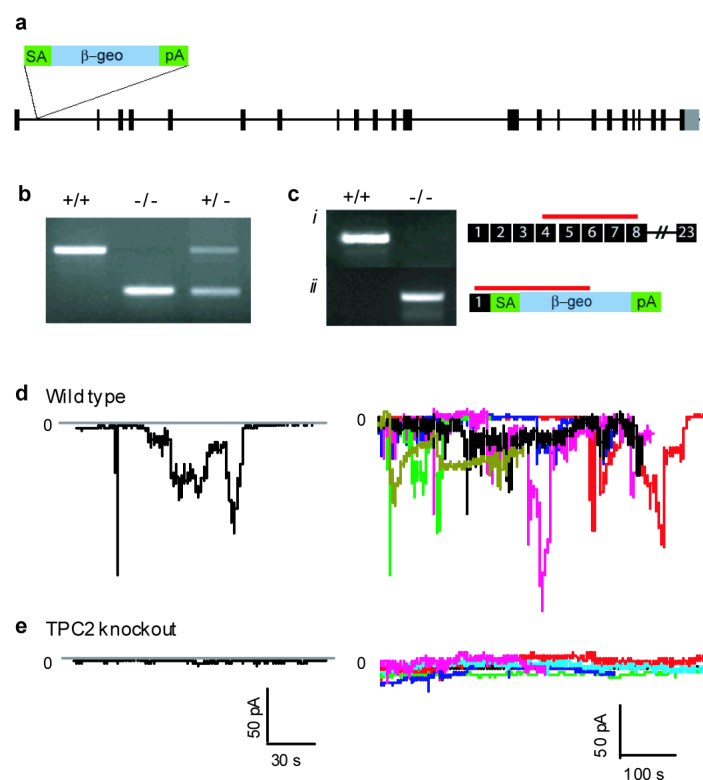 a
SA β-geo pA
b
+/+ -/- +/-
c
+/+ -/-
i
1 2 3 4 5 6 7 8 // 23
ii
1 SA β-geo pA
d Wild type
0
0
e TPC2 knockout
0
0
50 pA
30 s
50 pA
100 s